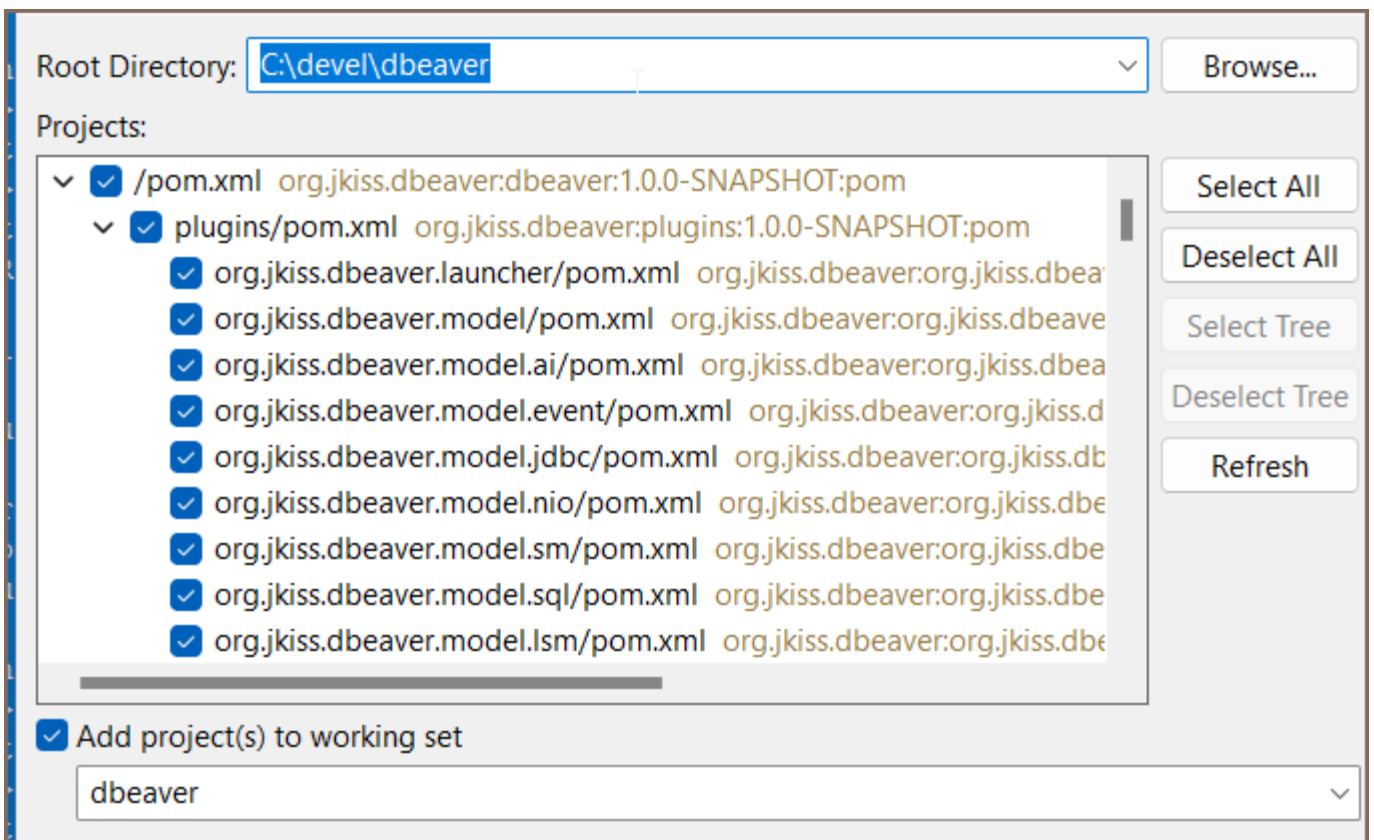 Root Directory: C:\devel\dbeaver Browse...
Projects:
/pom.xml org.jkiss.dbeaver:dbeaver:1.0.0-SNAPSHOT:pom
Select All
plugins/pom.xml org.jkiss.dbeaver:plugins:1.0.0-SNAPSHOT:pom
Deselect All
org.jkiss.dbeaver.launcher/pom.xml org.jkiss.dbeaver:org.jkiss.dbea
org.jkiss.dbeaver.model/pom.xml org.jkiss.dbeaver:org.jkiss.dbeave
Select Tree
org.jkiss.dbeaver.model.ai/pom.xml org.jkiss.dbeaver:org.jkiss.dbea
Deselect Tree
org.jkiss.dbeaver.model.event/pom.xml org.jkiss.dbeaver:org.jkiss.d
org.jkiss.dbeaver.model.jdbc/pom.xml org.jkiss.dbeaver:org.jkiss.db
Refresh
org.jkiss.dbeaver.model.nio/pom.xml org.jkiss.dbeaver:org.jkiss.dbe
org.jkiss.dbeaver.model.sm/pom.xml org.jkiss.dbeaver:org.jkiss.dbe
org.jkiss.dbeaver.model.sql/pom.xml org.jkiss.dbeaver:org.jkiss.dbe
org.jkiss.dbeaver.model.lsm/pom.xml org.jkiss.dbeaver:org.jkiss.dbe
Add project(s) to working set
dbeaver